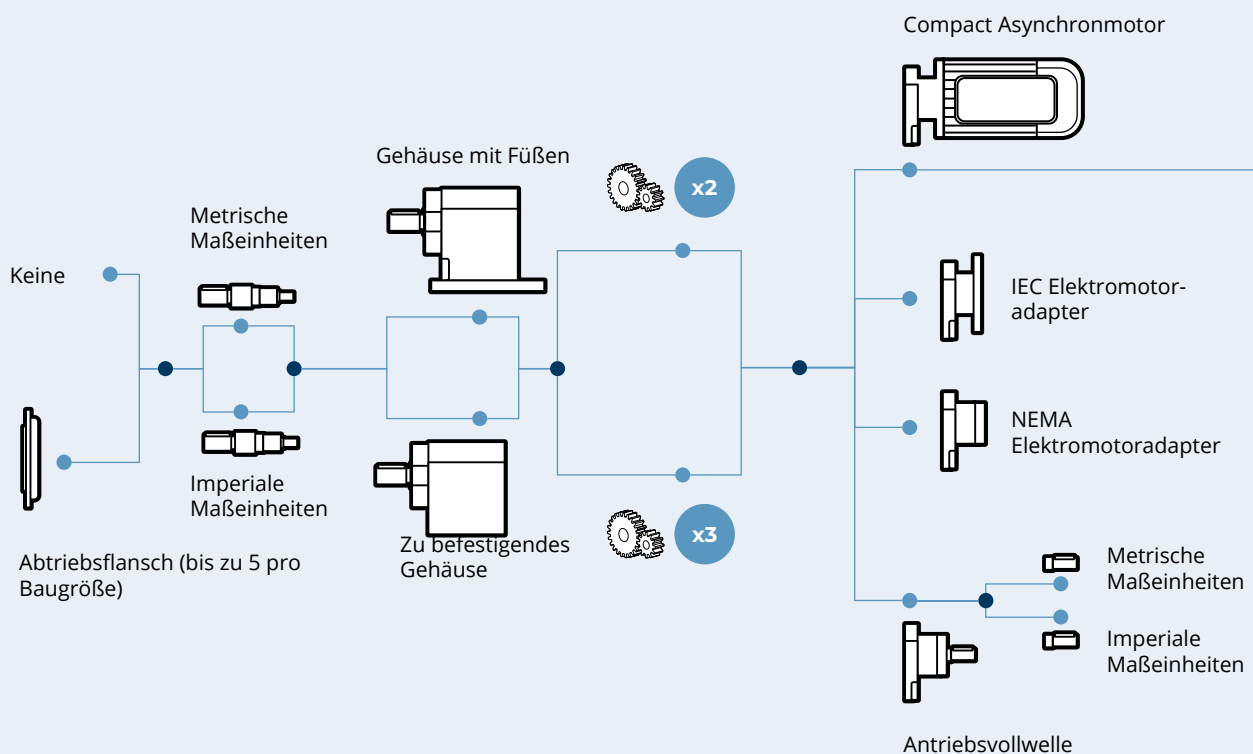 Compact Asynchronmotor
Gehäuse mit Füßen
x2
Metrische
Maßeinheiten
Keine
IEC Elektromotor-
adapter
NEMA
Elektromotoradapter
Imperiale
Maßeinheiten
x3
Zu befestigendes
Gehäuse
Abtriebsflansch (bis zu 5 pro
Baugröße)
Metrische
Maßeinheiten
Imperiale
Maßeinheiten
Antriebsvollwelle